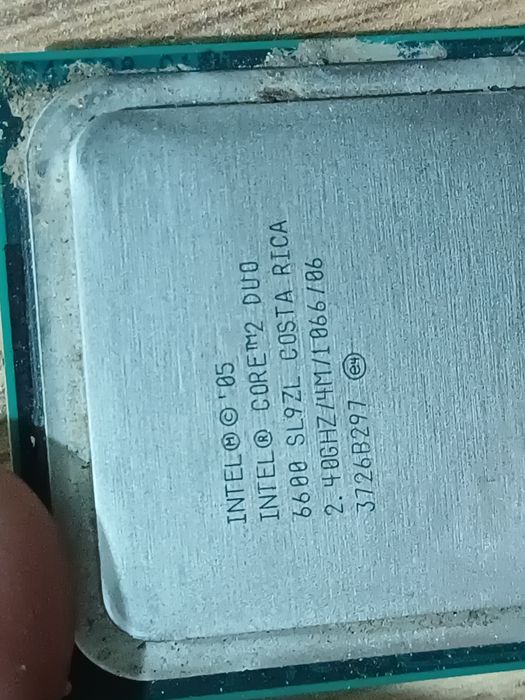 INTEL Ⓜ © '05
INTEL® CORE™2 DUO
6600 SL9ZL COSTA RICA
2.40GHZ/4M/1066/06
3726B297 e4